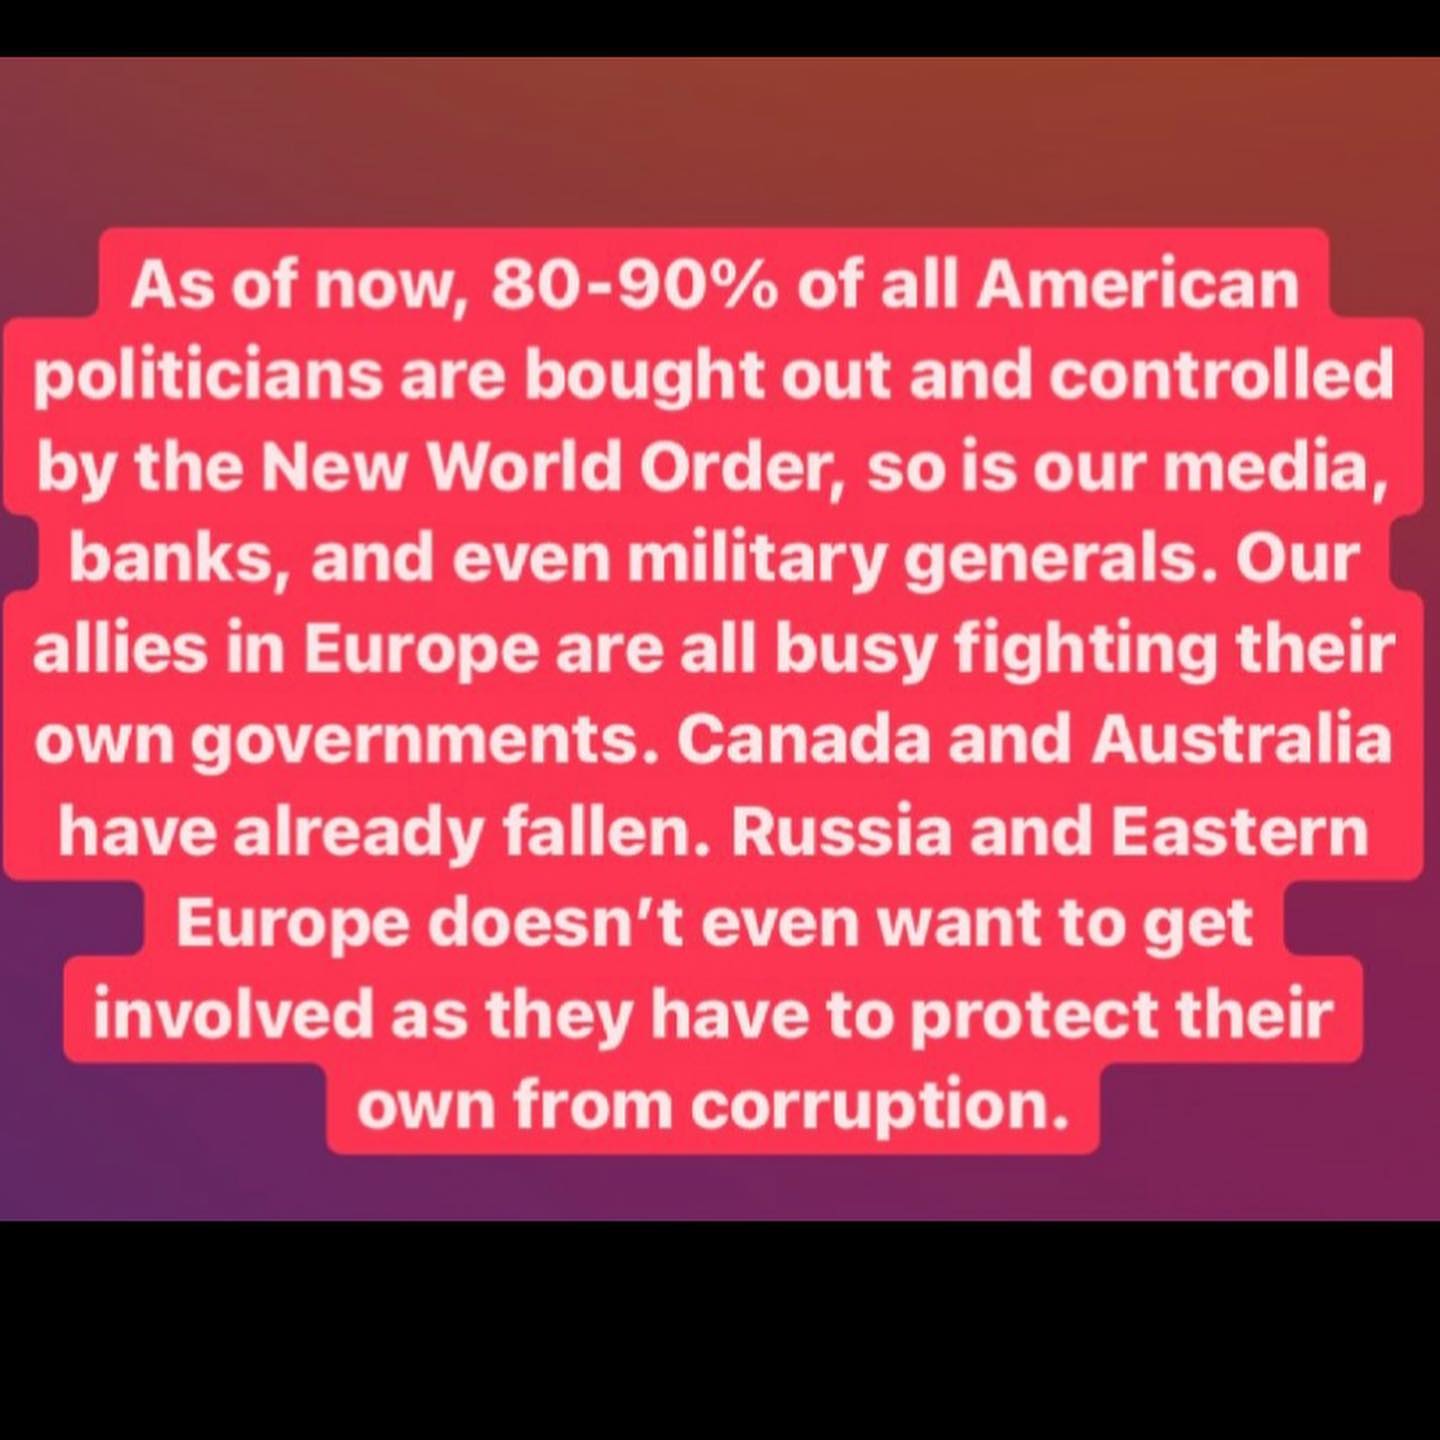 As of now, 80-90% of all American
politicians are bought out and controlled
by the New World Order, so is our media,
banks, and even military generals. Our
allies in Europe are all busy fighting their
own governments. Canada and Australia
have already fallen. Russia and Eastern
Europe doesn’t even want to get
involved as they have to protect their
own from corruption.